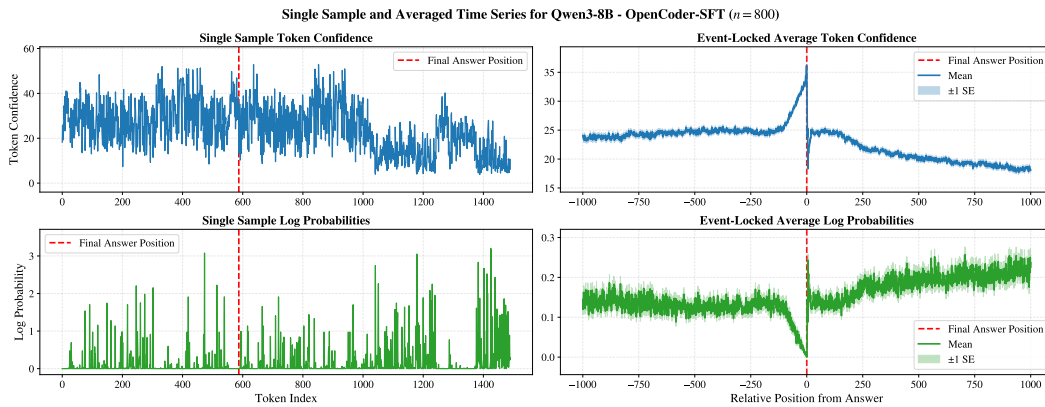 Single Sample and Averaged Time Series for Qwen3-8B - OpenCoder-SFT (n = 800)
Single Sample Token Confidence
Token Confidence
60
40
20
0
0 200 400 600 800 1000 1200 1400
Final Answer Position
Event-Locked Average Token Confidence
35
30
25
20
15
−1000 −750 −500 −250 0 250 500 750 1000
Final Answer Position
Mean
±1 SE
Single Sample Log Probabilities
Log Probability
3
2
1
0
0 200 400 600 800 1000 1200 1400
Token Index
Final Answer Position
Event-Locked Average Log Probabilities
0.3
0.2
0.1
0.0
−1000 −750 −500 −250 0 250 500 750 1000
Relative Position from Answer
Final Answer Position
Mean
±1 SE